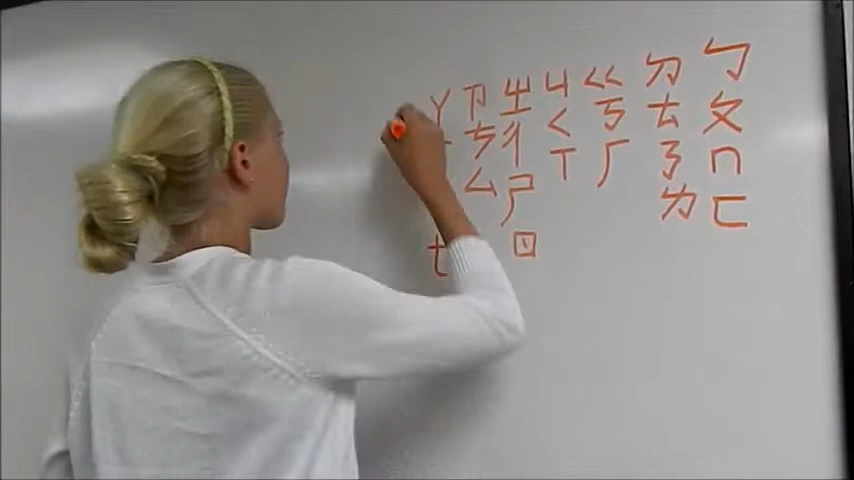 ㄅㄆㄇㄈ
ㄉㄊㄋㄌ
ㄍㄎㄏ
ㄐㄑㄒ
ㄓㄔㄕㄖ
ㄗㄘㄙ
ㄚ